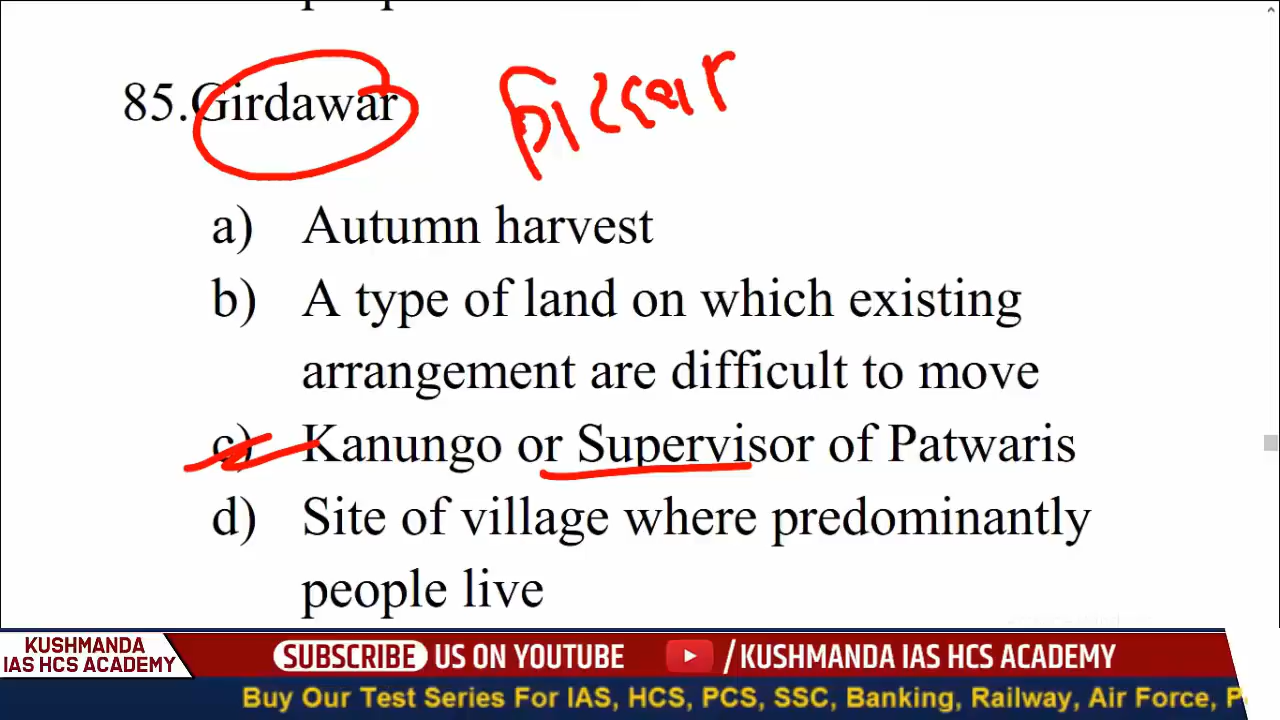 85.Girdawar
a) Autumn harvest
b) A type of land on which existing
arrangement are difficult to move
c) Kanungo or Supervisor of Patwaris
d) Site of village where predominantly
people live
KUSHMANDA
IAS HCS ACADEMY
SUBSCRIBE US ON YOUTUBE /KUSHMANDA IAS HCS ACADEMY
Buy Our Test Series For IAS, HCS, PCS, SSC, Banking, Railway, Air Force,